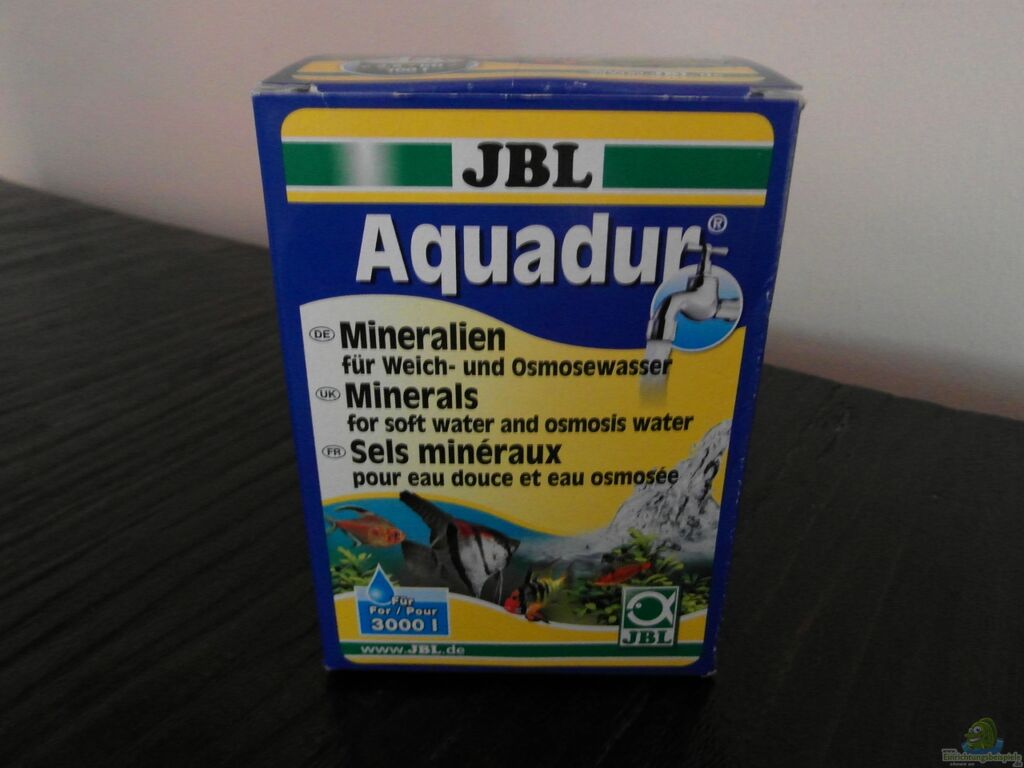 JBL
Aquadur®
DE Mineralien
für Weich- und Osmosewasser
UK Minerals
for soft water and osmosis water
FR Sels minéraux
pour eau douce et eau osmosée
Für
For / Pour
3000 l
JBL
www.JBL.de
Einrichtungsbeispiele